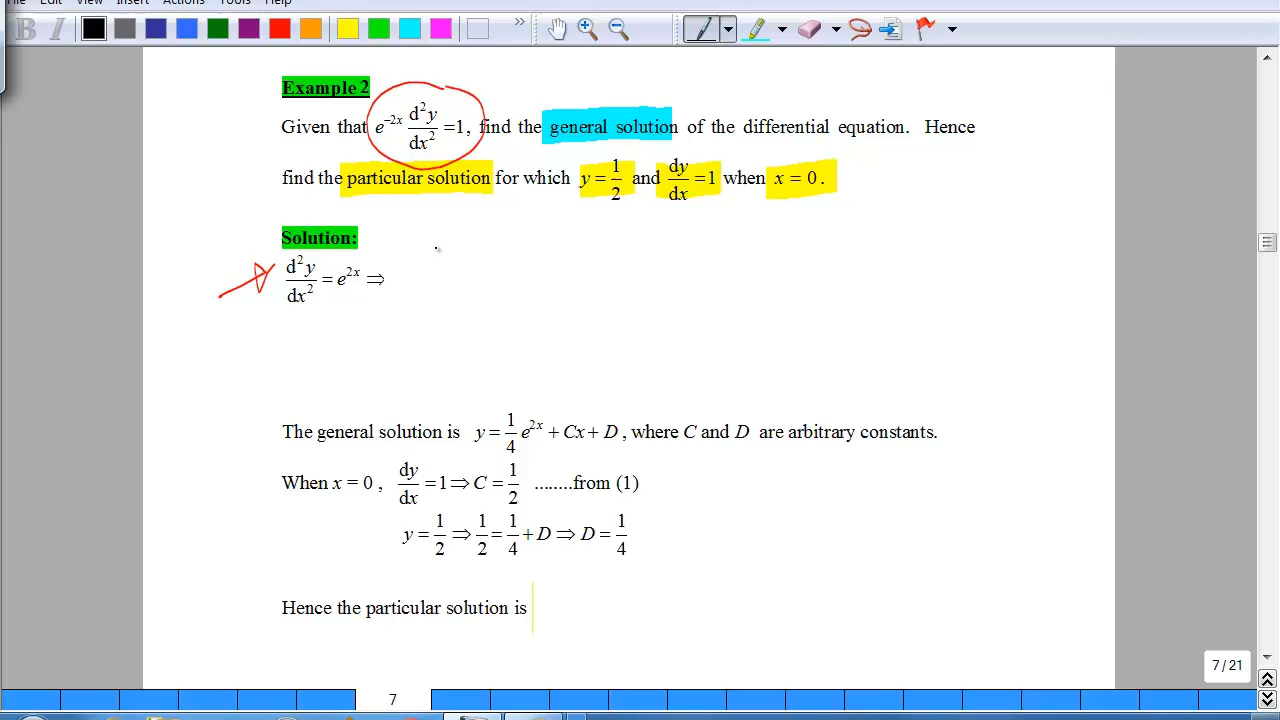 File Edit View Insert Actions Tools Help
B I
Example 2
Given that e⁻²ˣ d²y/dx² =1, find the general solution of the differential equation. Hence
find the particular solution for which y = 1/2 and dy/dx =1 when x = 0 .
Solution:
d²y/dx² = e²ˣ ⇒
The general solution is y = 1/4 e²ˣ + Cx + D , where C and D are arbitrary constants.
When x = 0 , dy/dx =1 ⇒ C = 1/2 ........from (1)
y = 1/2 ⇒ 1/2 = 1/4 + D ⇒ D = 1/4
Hence the particular solution is
7 / 21
7